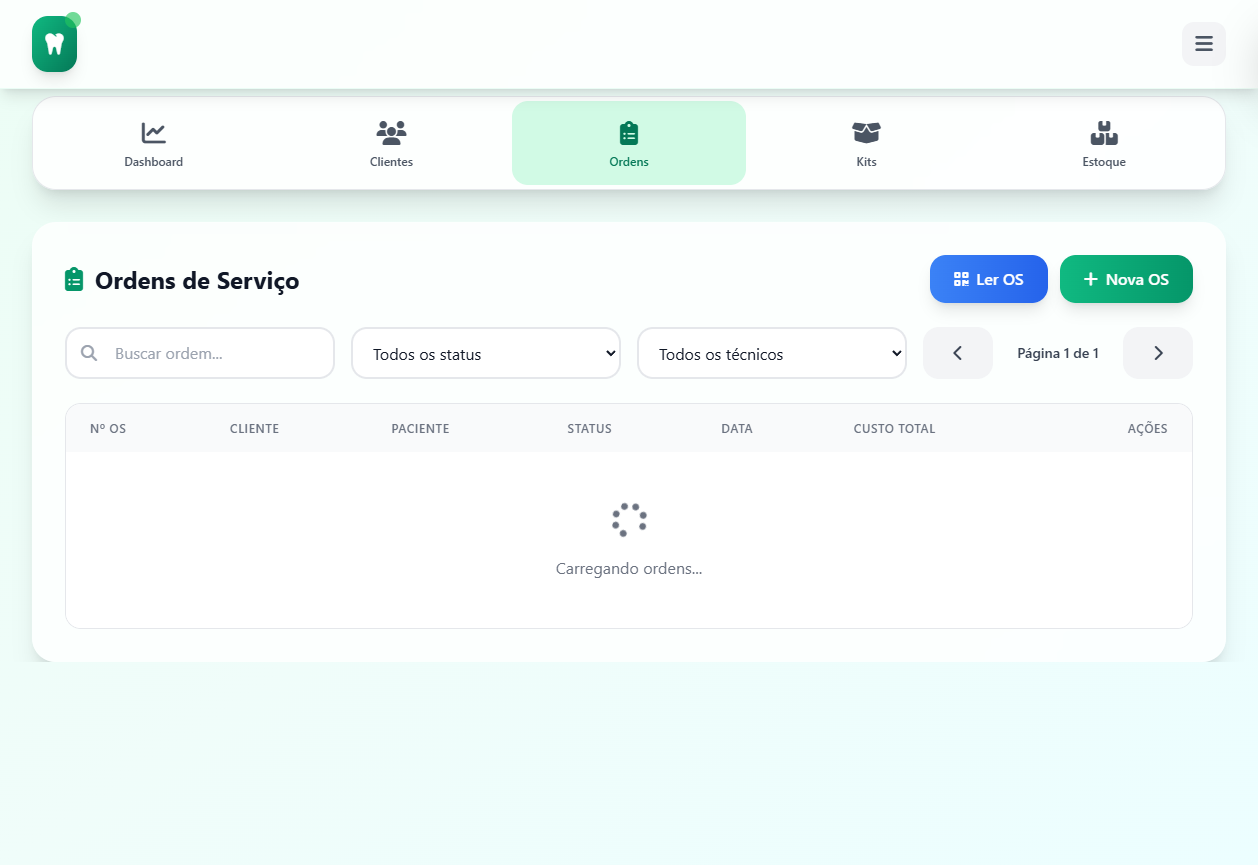 Dashboard
Clientes
Ordens
Kits
Estoque
Ordens de Serviço
Ler OS
Nova OS
Buscar ordem...
Todos os status
Todos os técnicos
Página 1 de 1
Nº OS
CLIENTE
PACIENTE
STATUS
DATA
CUSTO TOTAL
AÇÕES
Carregando ordens...